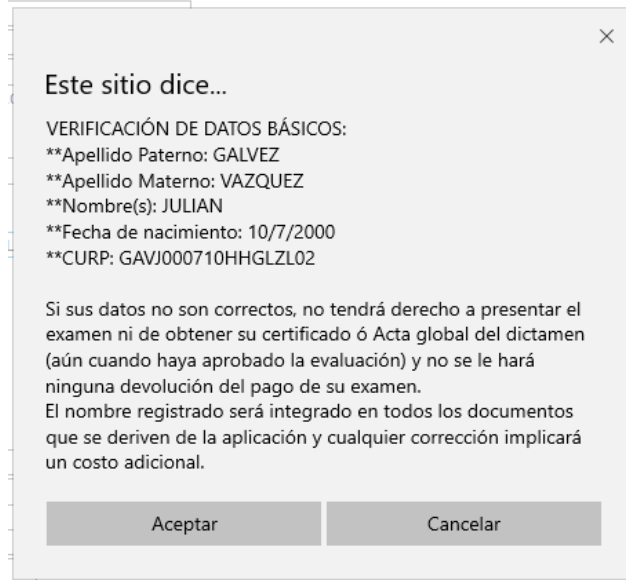 Este sitio dice...
VERIFICACIÓN DE DATOS BÁSICOS:
**Apellido Paterno: GALVEZ
**Apellido Materno: VAZQUEZ
**Nombre(s): JULIAN
**Fecha de nacimiento: 10/7/2000
**CURP: GAVJ000710HHGLZL02
Si sus datos no son correctos, no tendrá derecho a presentar el
examen ni de obtener su certificado ó Acta global del dictamen
(aún cuando haya aprobado la evaluación) y no se le hará
ninguna devolución del pago de su examen.
El nombre registrado será integrado en todos los documentos
que se deriven de la aplicación y cualquier corrección implicará
un costo adicional.
Aceptar Cancelar